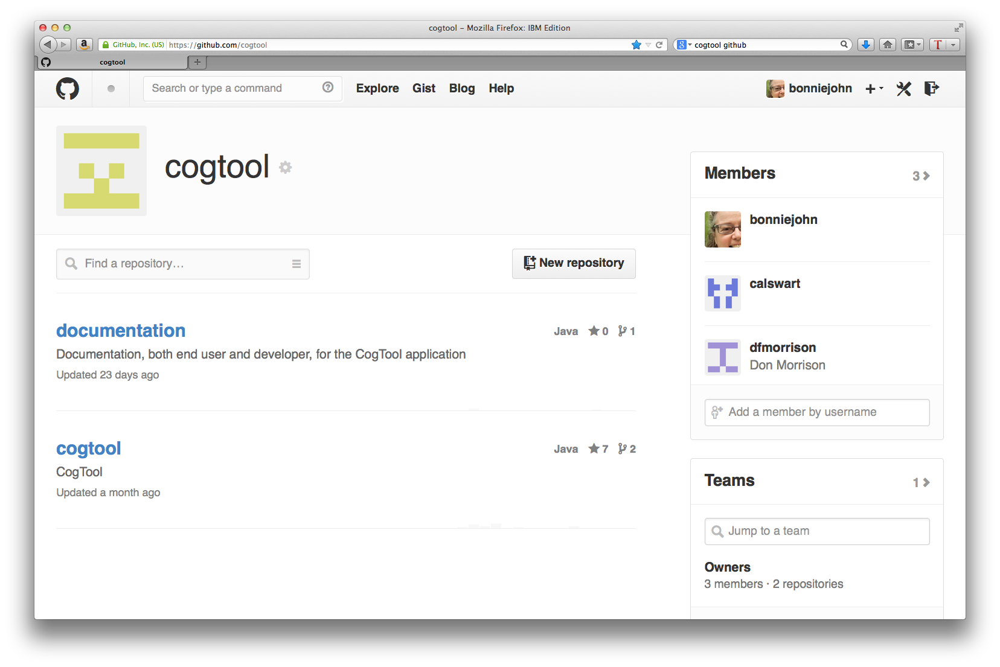 cogtool – Mozilla Firefox: IBM Edition
a GitHub, Inc. (US) https://github.com/cogtool 8 cogtool github T
cogtool +
Search or type a command ? Explore Gist Blog Help bonniejohn +
cogtool
Members 3
bonniejohn
Find a repository... New repository
calswart
documentation Java 0 1
Documentation, both end user and developer, for the CogTool application
Updated 23 days ago
dfmorrison
Don Morrison
Add a member by username
cogtool Java 7 2
CogTool
Updated a month ago
Teams 1
Jump to a team
Owners
3 members · 2 repositories